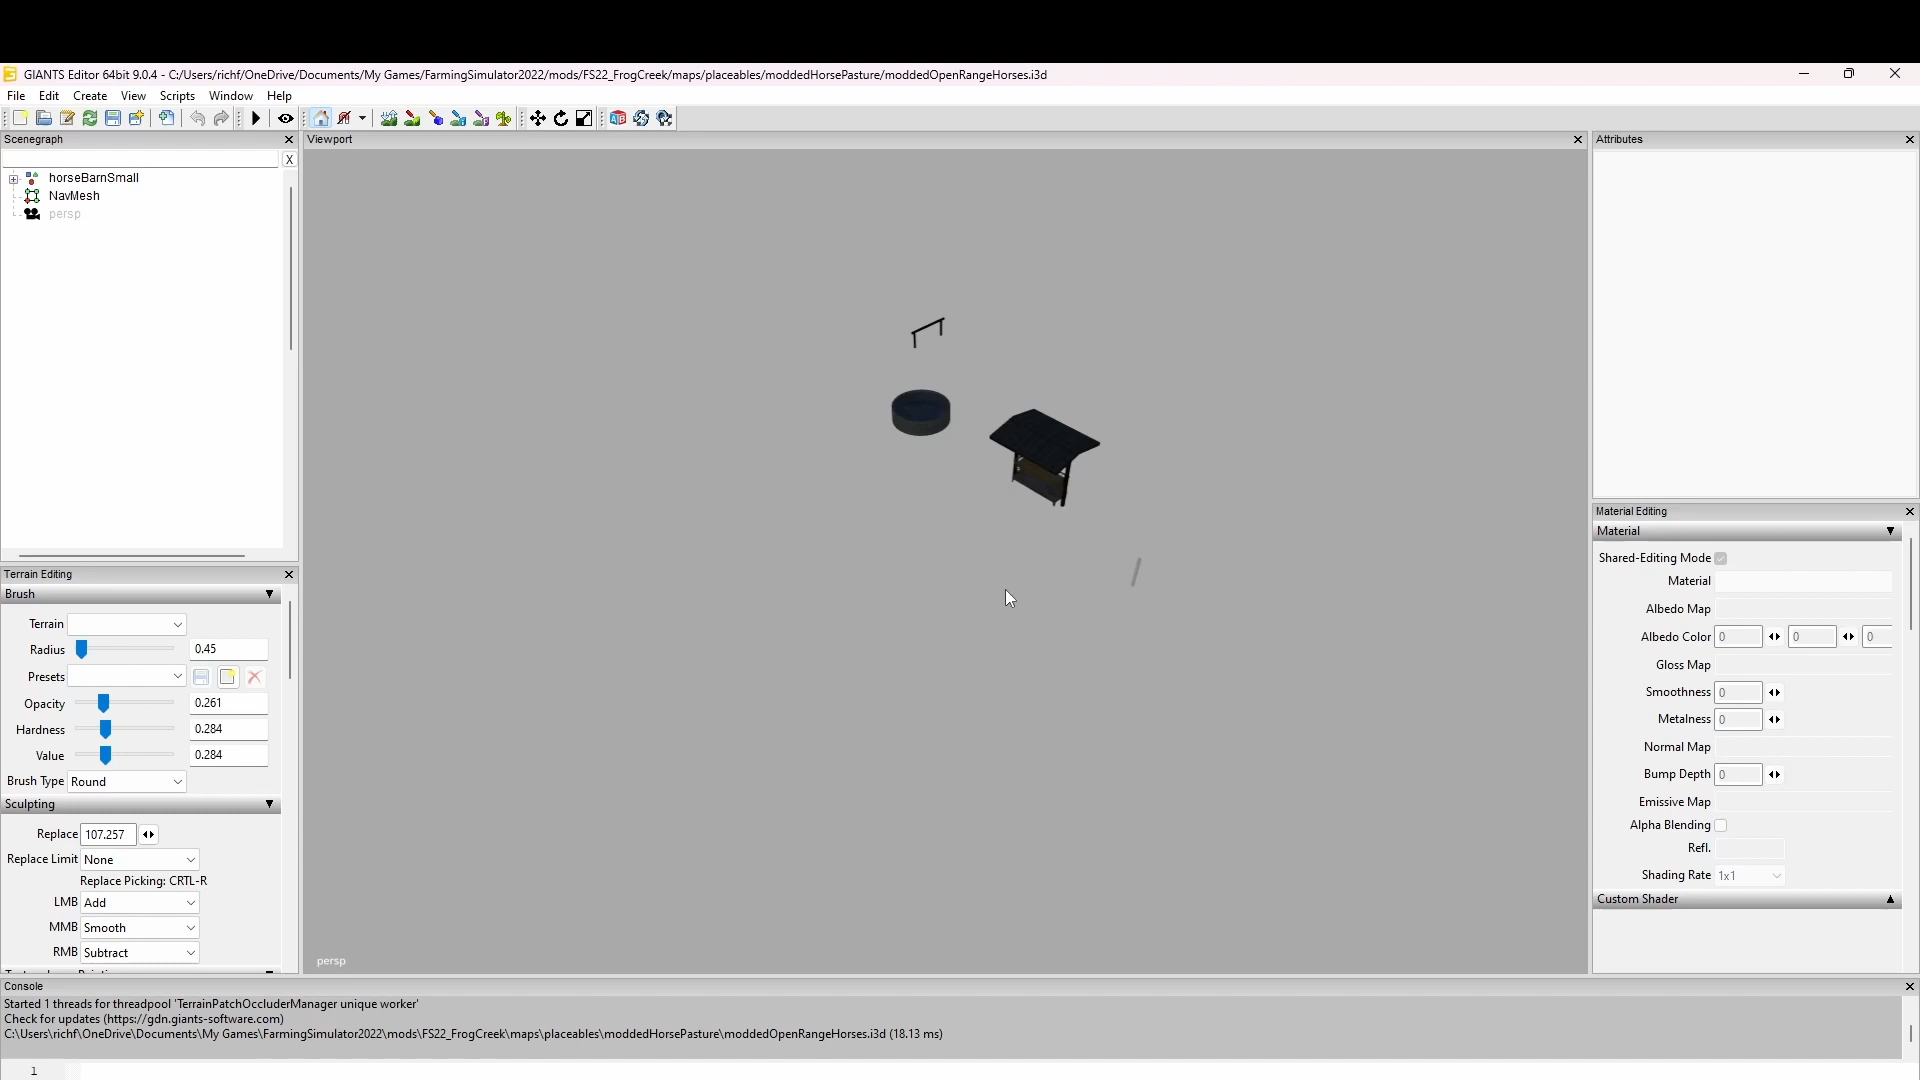 GIANTS Editor 64bit 9.0.4 - C:/Users/richf/OneDrive/Documents/My Games/FarmingSimulator2022/mods/FS22_FrogCreek/maps/placeables/moddedHorsePasture/moddedOpenRangeHorses.i3d
File Edit Create View Scripts Window Help
Scenegraph
X
horseBarnSmall
NavMesh
persp
Viewport
persp
Attributes
Terrain Editing
Brush
Terrain
Radius 0.45
Presets
Opacity 0.261
Hardness 0.284
Value 0.284
Brush Type Round
Sculpting
Replace 107.257
Replace Limit None
Replace Picking: CRTL-R
LMB Add
MMB Smooth
RMB Subtract
Material Editing
Material
Shared-Editing Mode
Material
Albedo Map
Albedo Color 0 0 0
Gloss Map
Smoothness 0
Metalness 0
Normal Map
Bump Depth 0
Emissive Map
Alpha Blending
Refl.
Shading Rate 1x1
Custom Shader
Console
Started 1 threads for threadpool 'TerrainPatchOccluderManager unique worker'
Check for updates (https://gdn.giants-software.com)
C:\Users\richf\OneDrive\Documents\My Games\FarmingSimulator2022\mods\FS22_FrogCreek\maps\placeables\moddedHorsePasture\moddedOpenRangeHorses.i3d (18.13 ms)
1